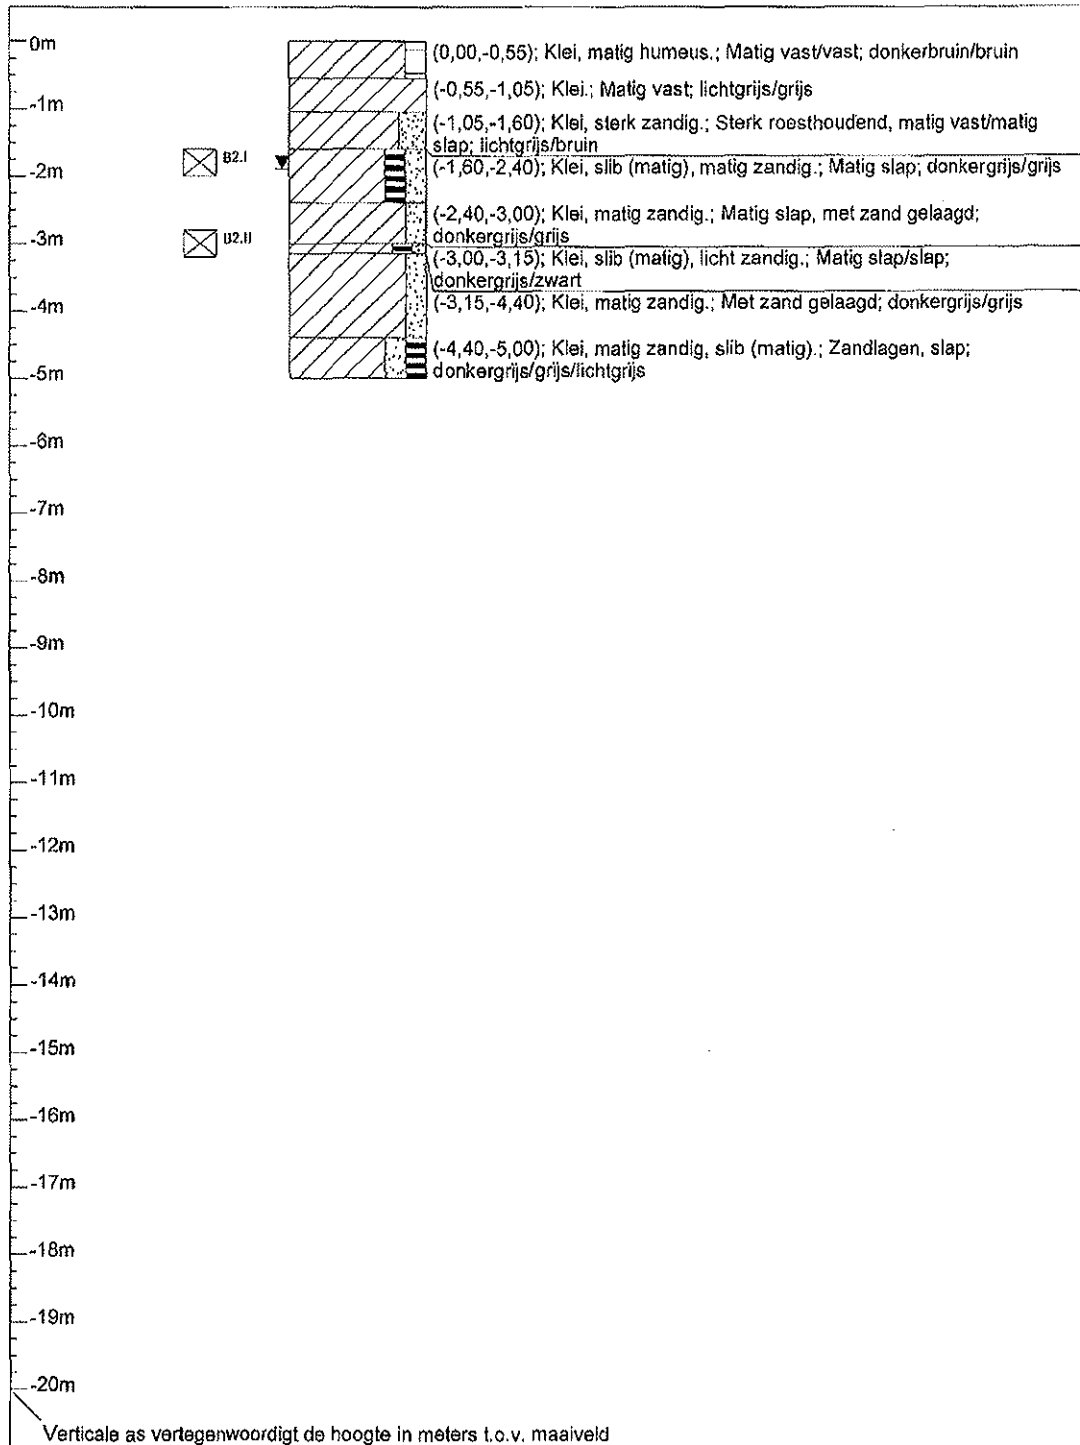 0m
(0,00,-0,55); Klei, matig humeus.; Matig vast/vast; donkerbruin/bruin
(-0,55,-1,05); Klei.; Matig vast; lichtgrijs/grijs
-1m
(-1,05,-1,60); Klei, sterk zandig.; Sterk roesthoudend, matig vast/matig
slap; lichtgrijs/bruin
B2.I
(-1,60,-2,40); Klei, slib (matig), matig zandig.; Matig slap; donkergrijs/grijs
-2m
(-2,40,-3,00); Klei, matig zandig.; Matig slap, met zand gelaagd;
donkergrijs/grijs
B2.II
-3m
(-3,00,-3,15); Klei, slib (matig), licht zandig.; Matig slap/slap;
donkergrijs/zwart
(-3,15,-4,40); Klei, matig zandig.; Met zand gelaagd; donkergrijs/grijs
-4m
(-4,40,-5,00); Klei, matig zandig, slib (matig).; Zandlagen, slap;
donkergrijs/grijs/lichtgrijs
-5m
-6m
-7m
-8m
-9m
-10m
-11m
-12m
-13m
-14m
-15m
-16m
-17m
-18m
-19m
-20m
Verticale as vertegenwoordigt de hoogte in meters t.o.v. maaiveld